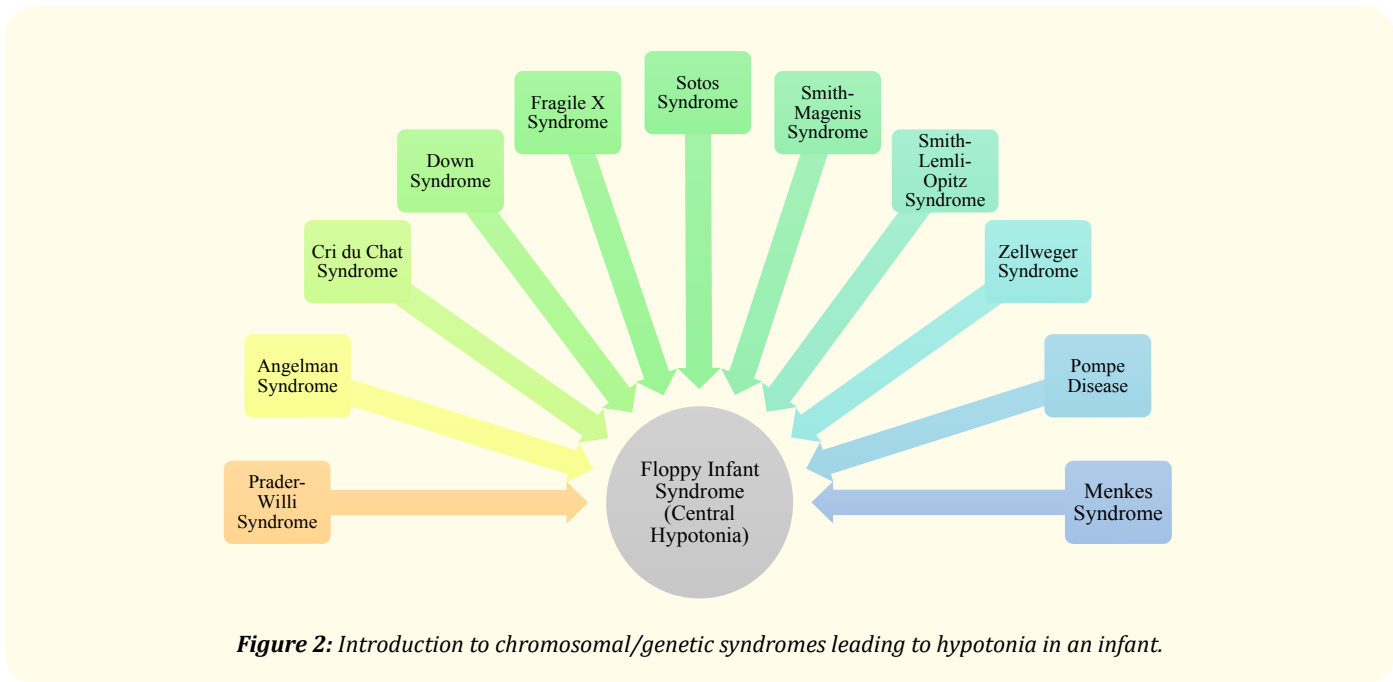 Prader-
Willi
Syndrome
Angelman
Syndrome
Cri du Chat
Syndrome
Down
Syndrome
Fragile X
Syndrome
Sotos
Syndrome
Smith-
Magenis
Syndrome
Smith-
Lemli-
Opitz
Syndrome
Zellweger
Syndrome
Pompe
Disease
Menkes
Syndrome
Floppy Infant
Syndrome
(Central
Hypotonia)
Figure 2: Introduction to chromosomal/genetic syndromes leading to hypotonia in an infant.